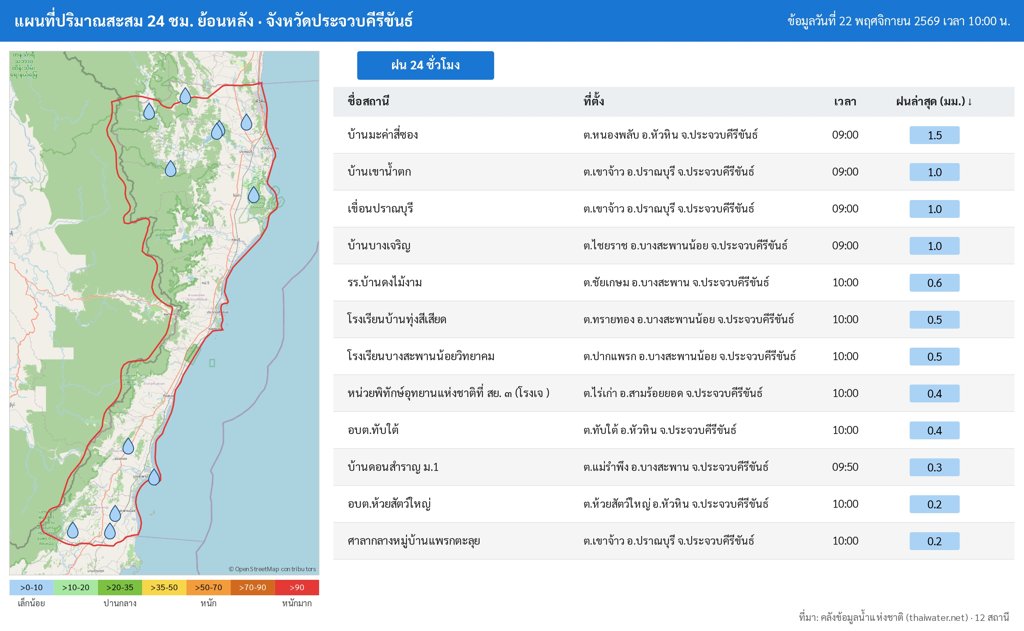 แผนที่ปริมาณสะสม 24 ชม. ย้อนหลัง · จังหวัดประจวบคีรีขันธ์
ข้อมูลวันที่ 22 พฤศจิกายน 2569 เวลา 10:00 น.
ฝน 24 ชั่วโมง
ชื่อสถานี ที่ตั้ง เวลา ฝนล่าสุด (มม.) ↓
บ้านมะค่าสี่ซอง ต.หนองพลับ อ.หัวหิน จ.ประจวบคีรีขันธ์ 09:00 1.5
บ้านเขาน้ำตก ต.เขาจ้าว อ.ปราณบุรี จ.ประจวบคีรีขันธ์ 09:00 1.0
เขื่อนปราณบุรี ต.เขาจ้าว อ.ปราณบุรี จ.ประจวบคีรีขันธ์ 09:00 1.0
บ้านบางเจริญ ต.ไชยราช อ.บางสะพานน้อย จ.ประจวบคีรีขันธ์ 09:00 1.0
รร.บ้านดงไม้งาม ต.ชัยเกษม อ.บางสะพาน จ.ประจวบคีรีขันธ์ 10:00 0.6
โรงเรียนบ้านทุ่งสีเสียด ต.ทรายทอง อ.บางสะพานน้อย จ.ประจวบคีรีขันธ์ 10:00 0.5
โรงเรียนบางสะพานน้อยวิทยาคม ต.ปากแพรก อ.บางสะพานน้อย จ.ประจวบคีรีขันธ์ 10:00 0.5
หน่วยพิทักษ์อุทยานแห่งชาติที่ สย. ๓ (โรงเจ ) ต.ไร่เก่า อ.สามร้อยยอด จ.ประจวบคีรีขันธ์ 10:00 0.4
อบต.ทับใต้ ต.ทับใต้ อ.หัวหิน จ.ประจวบคีรีขันธ์ 10:00 0.4
บ้านดอนสำราญ ม.1 ต.แม่รำพึง อ.บางสะพาน จ.ประจวบคีรีขันธ์ 09:50 0.3
อบต.ห้วยสัตว์ใหญ่ ต.ห้วยสัตว์ใหญ่ อ.หัวหิน จ.ประจวบคีรีขันธ์ 10:00 0.2
ศาลากลางหมู่บ้านแพรกตะลุย ต.เขาจ้าว อ.ปราณบุรี จ.ประจวบคีรีขันธ์ 10:00 0.2
© OpenStreetMap contributors
>0-10 >10-20 >20-35 >35-50 >50-70 >70-90 >90
เล็กน้อย ปานกลาง หนัก หนักมาก
ที่มา: คลังข้อมูลน้ำแห่งชาติ (thaiwater.net) · 12 สถานี